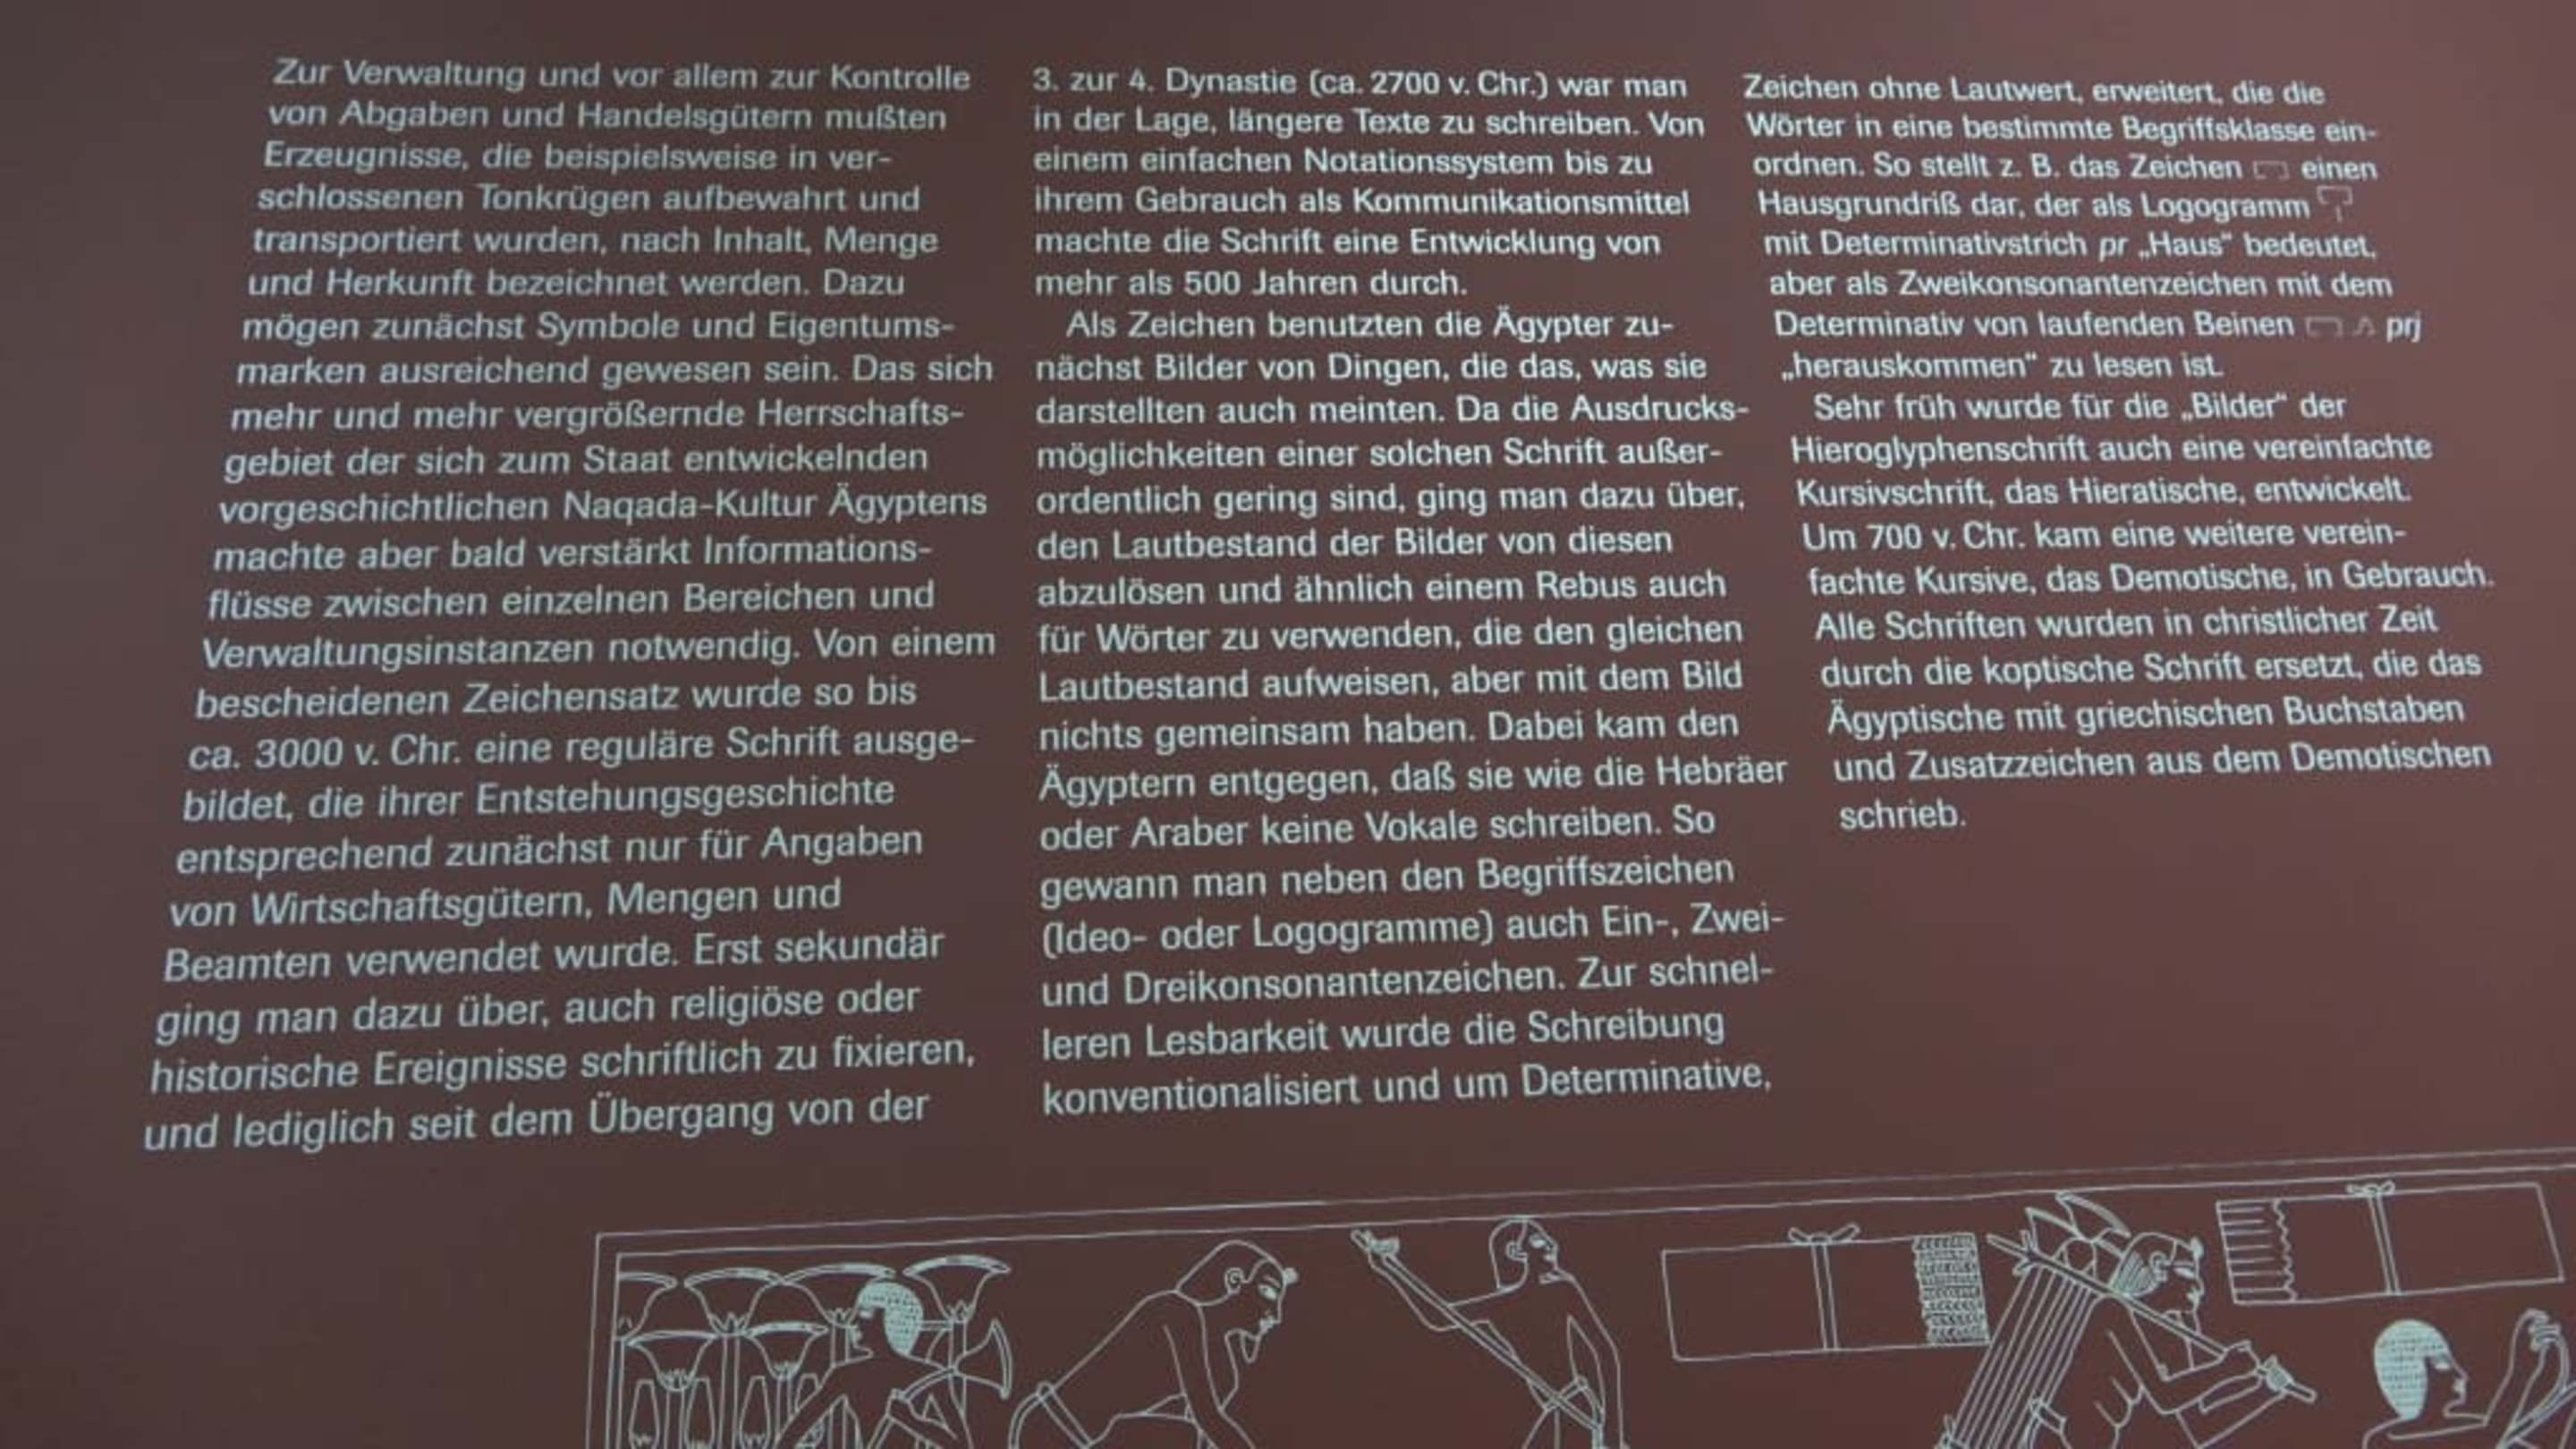 Zur Verwaltung und vor allem zur Kontrolle
von Abgaben und Handelsgütern mußten
Erzeugnisse, die beispielsweise in ver-
schlossenen Tonkrügen aufbewahrt und
transportiert wurden, nach Inhalt, Menge
und Herkunft bezeichnet werden. Dazu
mögen zunächst Symbole und Eigentums-
marken ausreichend gewesen sein. Das sich
mehr und mehr vergrößernde Herrschafts-
gebiet der sich zum Staat entwickelnden
vorgeschichtlichen Naqada-Kultur Ägyptens
machte aber bald verstärkt Informations-
flüsse zwischen einzelnen Bereichen und
Verwaltungsinstanzen notwendig. Von einem
bescheidenen Zeichensatz wurde so bis
ca. 3000 v. Chr. eine reguläre Schrift ausge-
bildet, die ihrer Entstehungsgeschichte
entsprechend zunächst nur für Angaben
von Wirtschaftsgütern, Mengen und
Beamten verwendet wurde. Erst sekundär
ging man dazu über, auch religiöse oder
historische Ereignisse schriftlich zu fixieren,
und lediglich seit dem Übergang von der
3. zur 4. Dynastie (ca. 2700 v. Chr.) war man
in der Lage, längere Texte zu schreiben. Von
einem einfachen Notationssystem bis zu
ihrem Gebrauch als Kommunikationsmittel
machte die Schrift eine Entwicklung von
mehr als 500 Jahren durch.
Als Zeichen benutzten die Ägypter zu-
nächst Bilder von Dingen, die das, was sie
darstellten auch meinten. Da die Ausdrucks-
möglichkeiten einer solchen Schrift außer-
ordentlich gering sind, ging man dazu über,
den Lautbestand der Bilder von diesen
abzulösen und ähnlich einem Rebus auch
für Wörter zu verwenden, die den gleichen
Lautbestand aufweisen, aber mit dem Bild
nichts gemeinsam haben. Dabei kam den
Ägyptern entgegen, daß sie wie die Hebräer
oder Araber keine Vokale schreiben. So
gewann man neben den Begriffszeichen
(Ideo- oder Logogramme) auch Ein-, Zwei-
und Dreikonsonantenzeichen. Zur schnel-
leren Lesbarkeit wurde die Schreibung
konventionalisiert und um Determinative,
Zeichen ohne Lautwert, erweitert, die die
Wörter in eine bestimmte Begriffsklasse ein-
ordnen. So stellt z. B. das Zeichen 𓉐 einen
Hausgrundriß dar, der als Logogramm 𓉐𓏤
mit Determinativstrich pr „Haus“ bedeutet,
aber als Zweikonsonantenzeichen mit dem
Determinativ von laufenden Beinen 𓉐 𓂻 prj
„herauskommen“ zu lesen ist.
Sehr früh wurde für die „Bilder“ der
Hieroglyphenschrift auch eine vereinfachte
Kursivschrift, das Hieratische, entwickelt.
Um 700 v. Chr. kam eine weitere verein-
fachte Kursive, das Demotische, in Gebrauch.
Alle Schriften wurden in christlicher Zeit
durch die koptische Schrift ersetzt, die das
Ägyptische mit griechischen Buchstaben
und Zusatzzeichen aus dem Demotischen
schrieb.